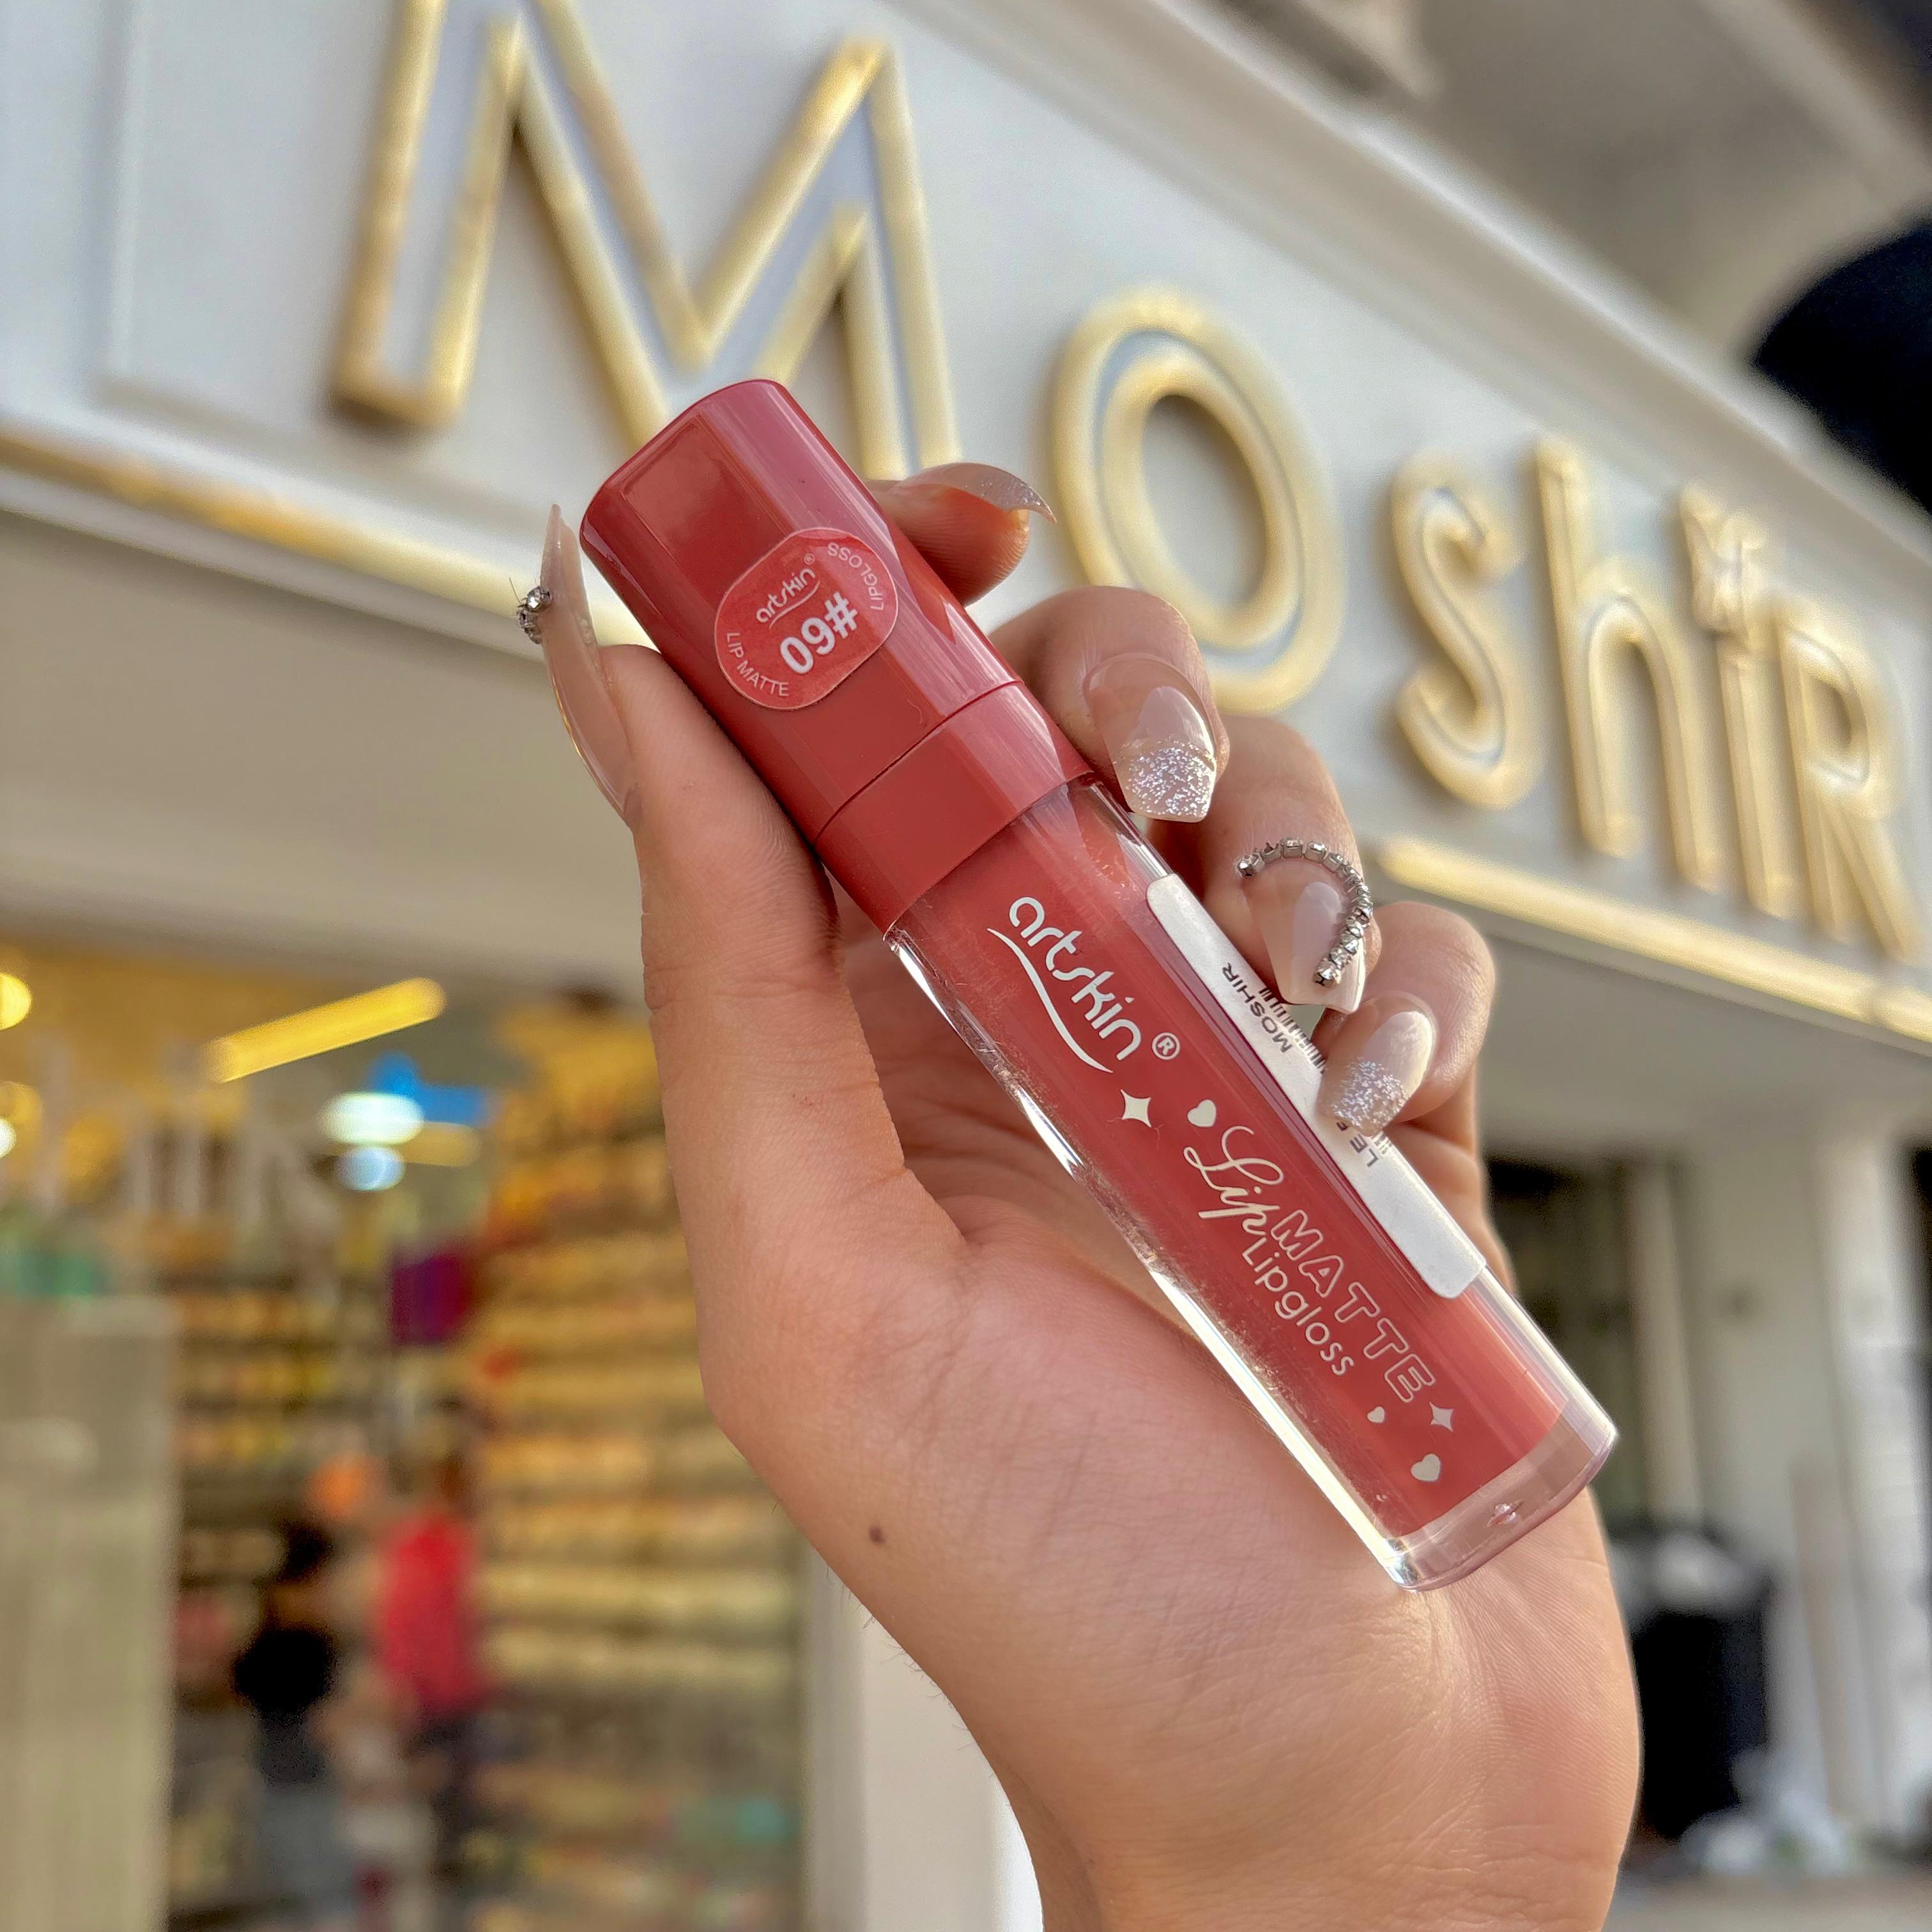 MoshiR
artskin®
09#
LIP MATTE
LIPGLOSS
artskin®
Lip MATTE
Lipgloss
MOSHIR